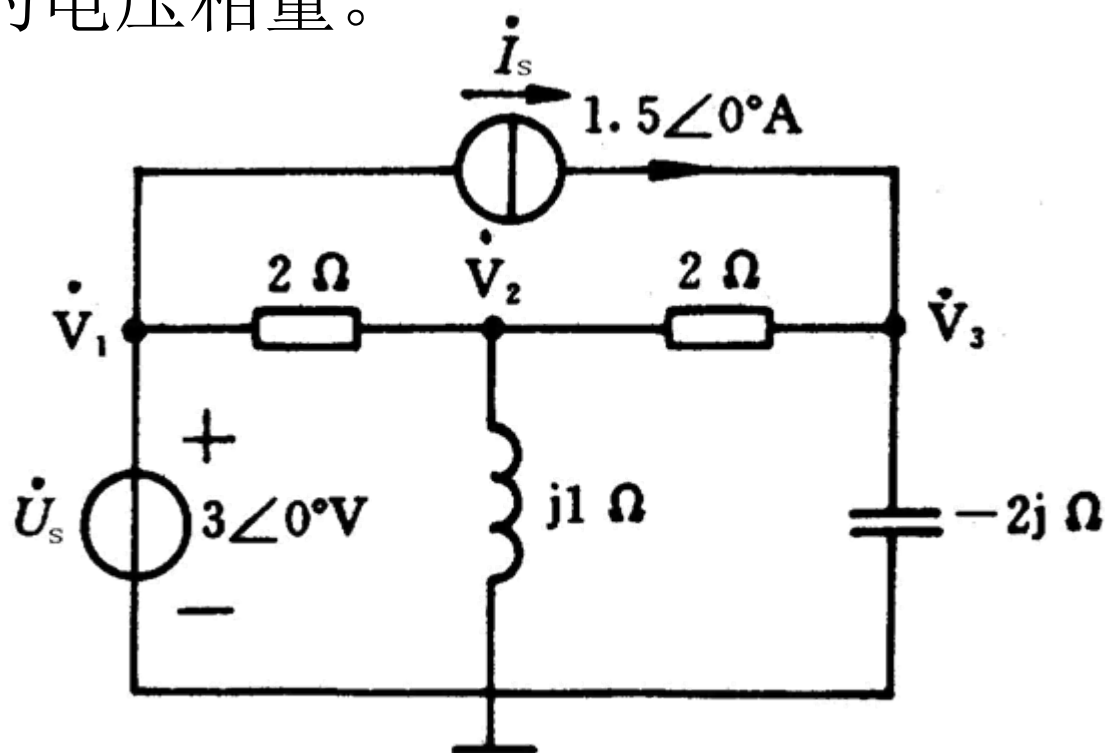 的电压相量。
İs
1.5∠0°A
2 Ω
V̇₂
2 Ω
V̇₁
V̇₃
+
U̇s
3∠0°V
j1 Ω
−2j Ω
−